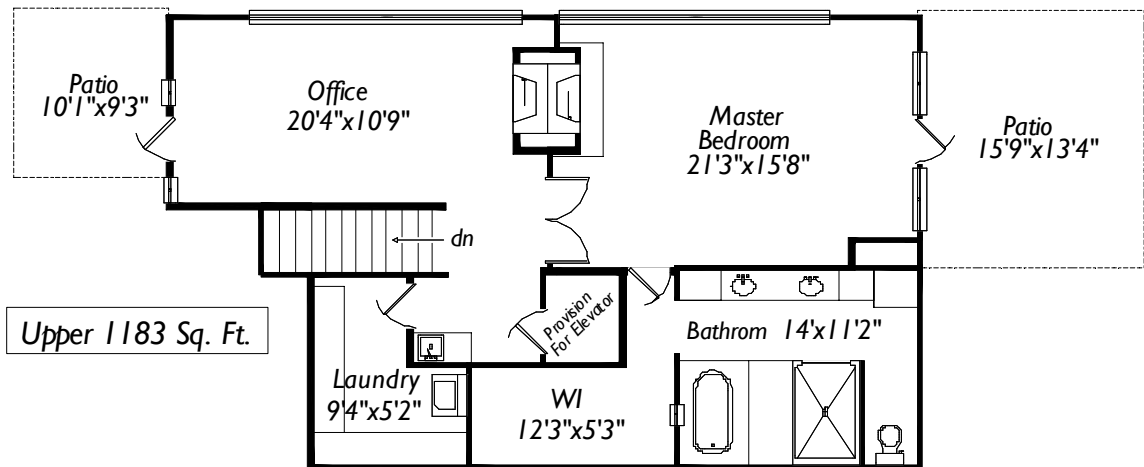 Patio
10'1"x9'3"
Office
20'4"x10'9"
Master
Bedroom
21'3"x15'8"
Patio
15'9"x13'4"
dn
Upper 1183 Sq. Ft.
Provision
For Elevator
Bathrom 14'x11'2"
Laundry
9'4"x5'2"
WI
12'3"x5'3"